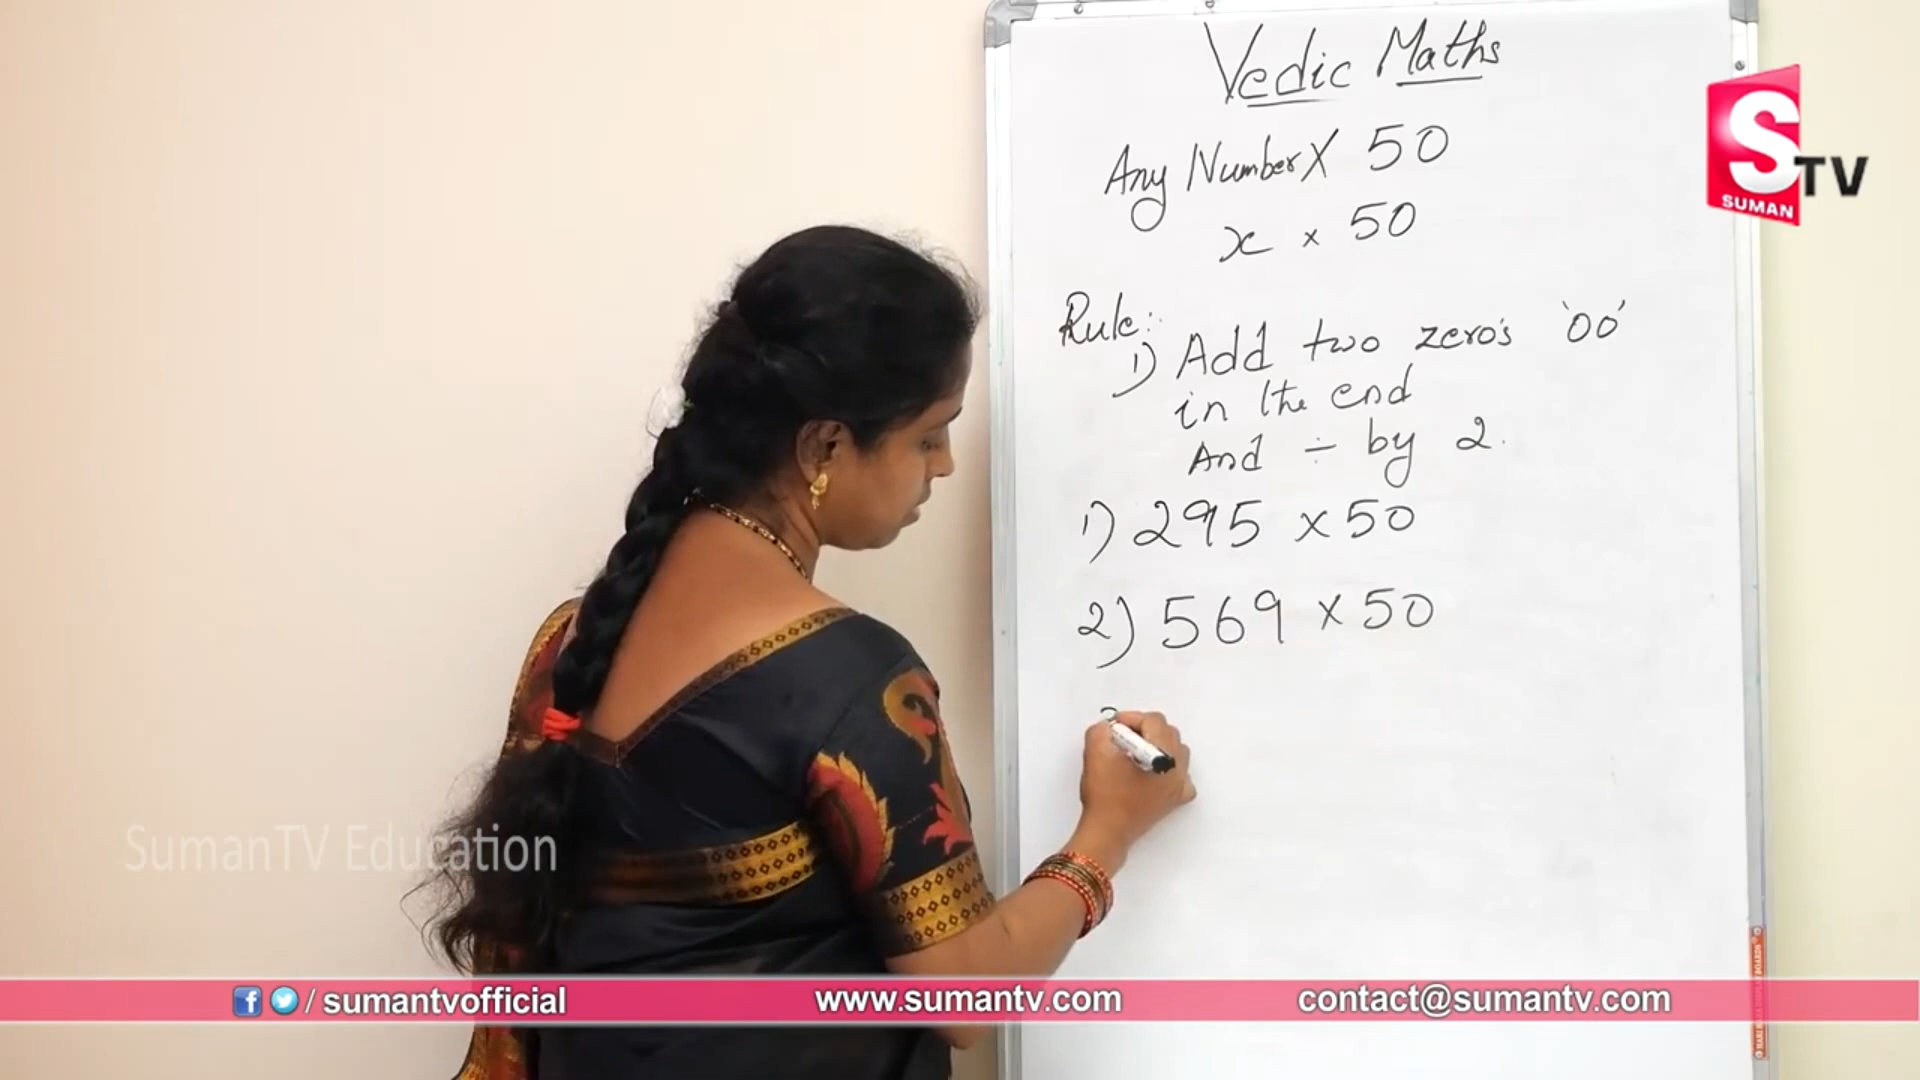 Vedic Maths
Any Number X 50
x × 50
Rule:
1) Add two zero's '00'
in the end
And ÷ by 2.
1) 295 × 50
2) 569 × 50
S TV
SUMAN
SumanTV Education
/ sumantvofficial
www.sumantv.com
contact@sumantv.com